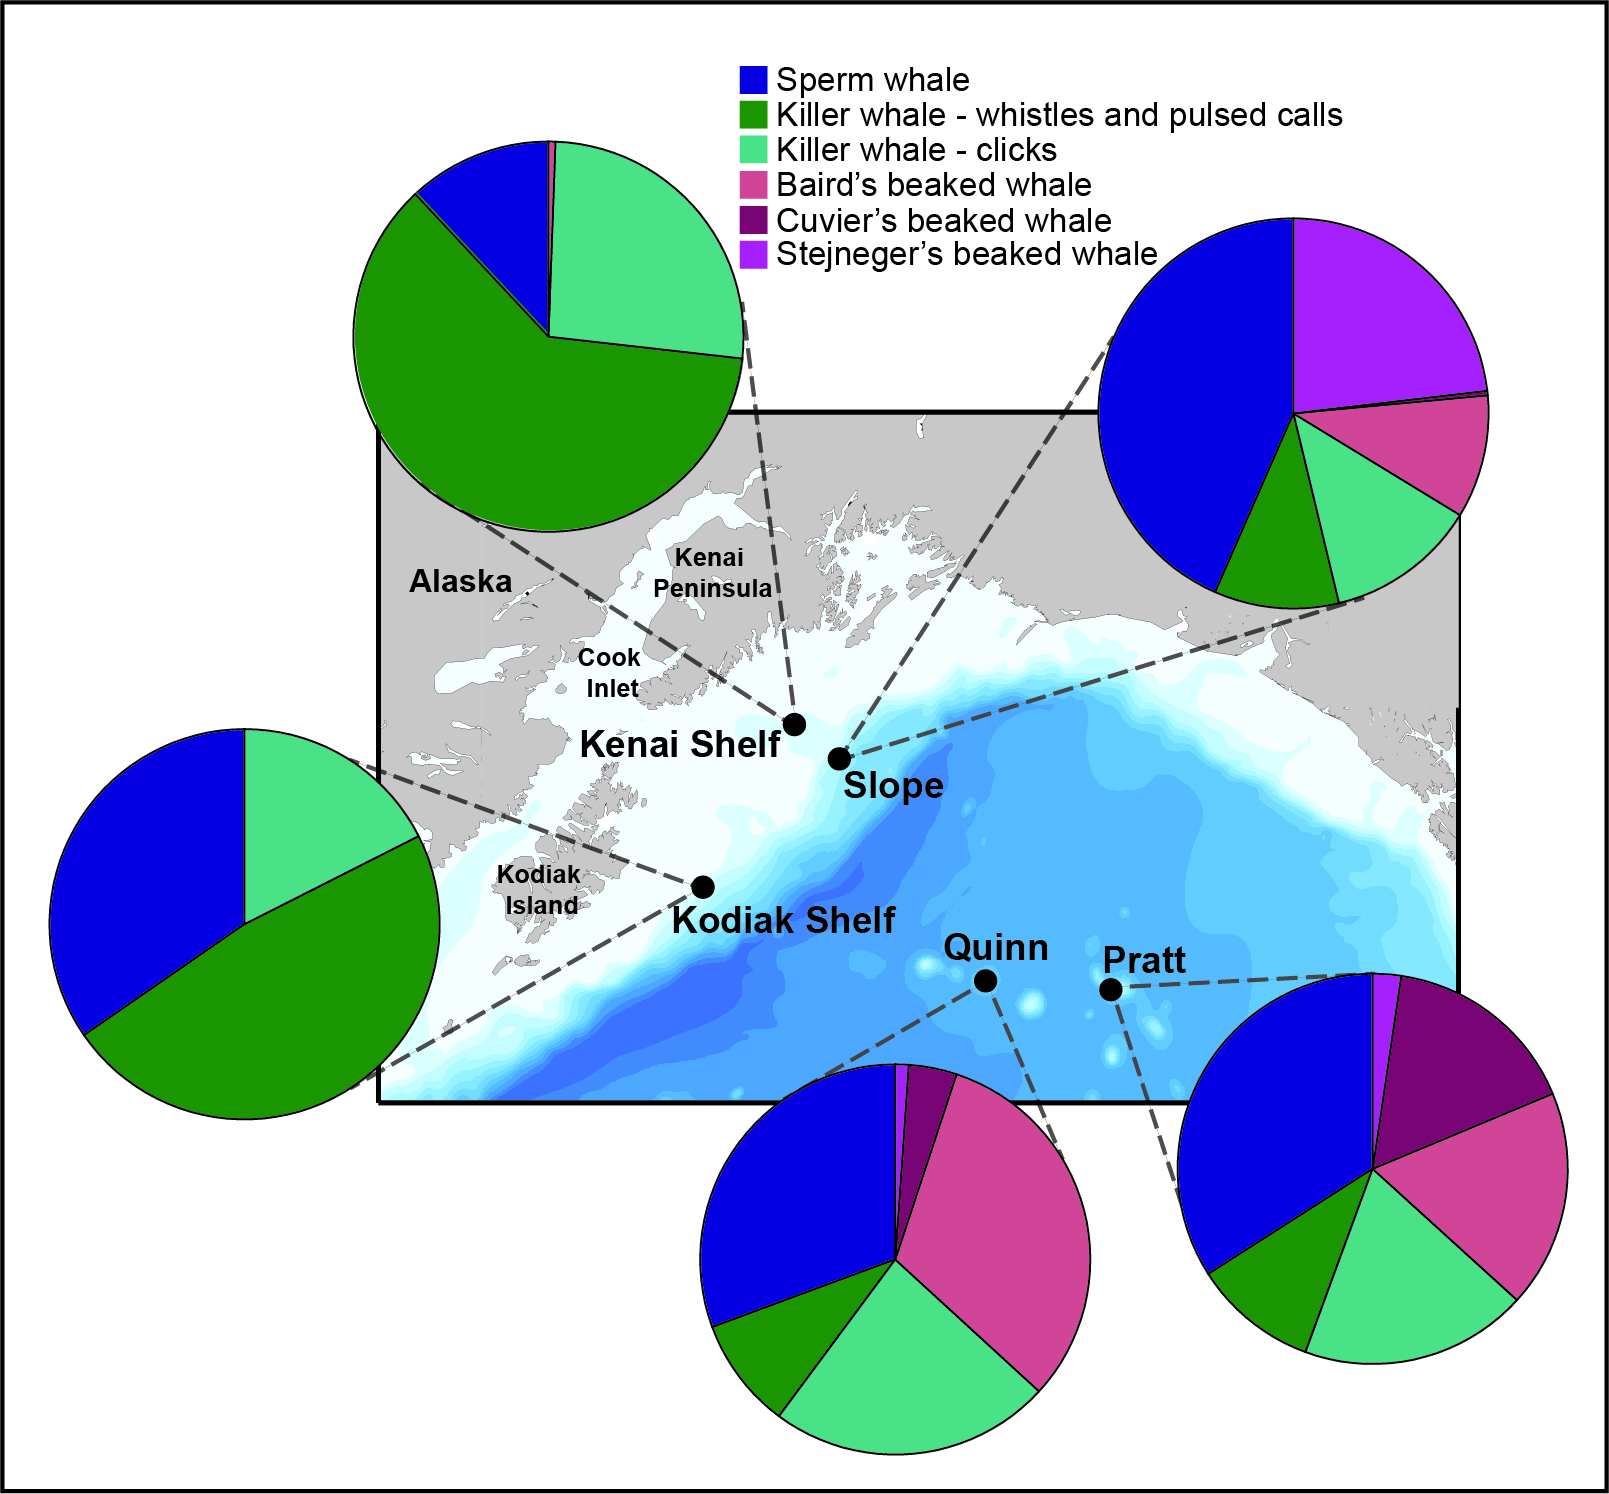 Sperm whale
Killer whale - whistles and pulsed calls
Killer whale - clicks
Baird’s beaked whale
Cuvier’s beaked whale
Stejneger’s beaked whale
Alaska
Kenai
Peninsula
Cook
Inlet
Kenai Shelf
Slope
Kodiak
Island
Kodiak Shelf
Quinn
Pratt